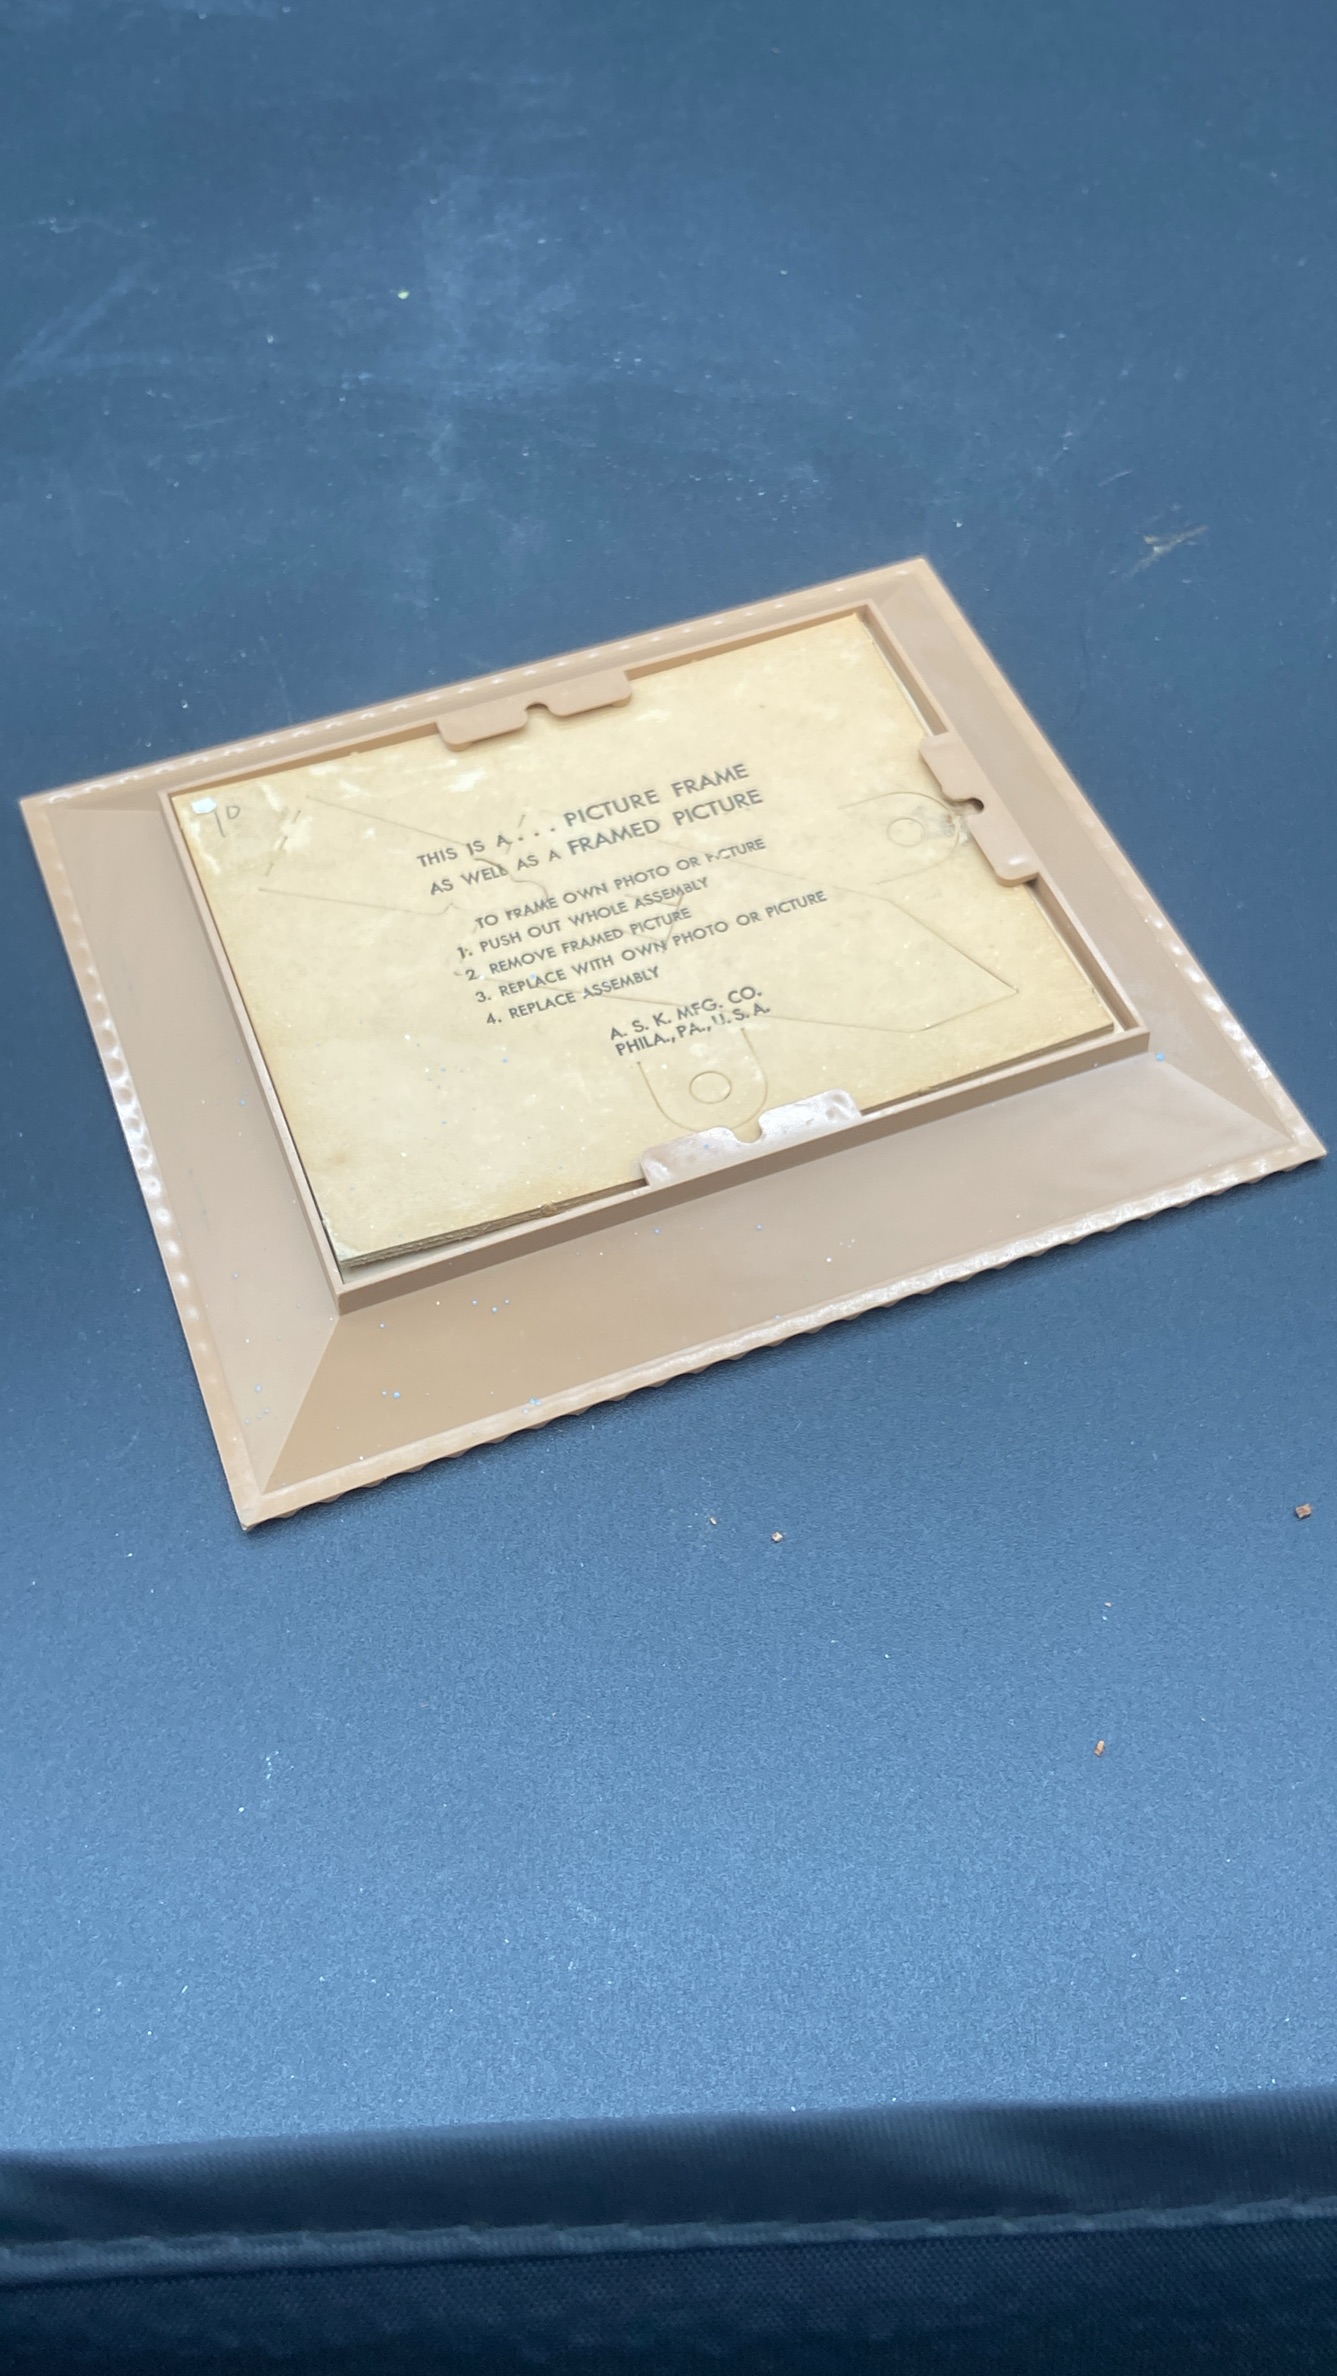 THIS IS A . . . PICTURE FRAME
AS WELL AS A FRAMED PICTURE
TO FRAME OWN PHOTO OR PICTURE
1. PUSH OUT WHOLE ASSEMBLY
2. REMOVE FRAMED PICTURE
3. REPLACE WITH OWN PHOTO OR PICTURE
4. REPLACE ASSEMBLY
A. S. K. MFG. CO.
PHILA., PA., U. S. A.